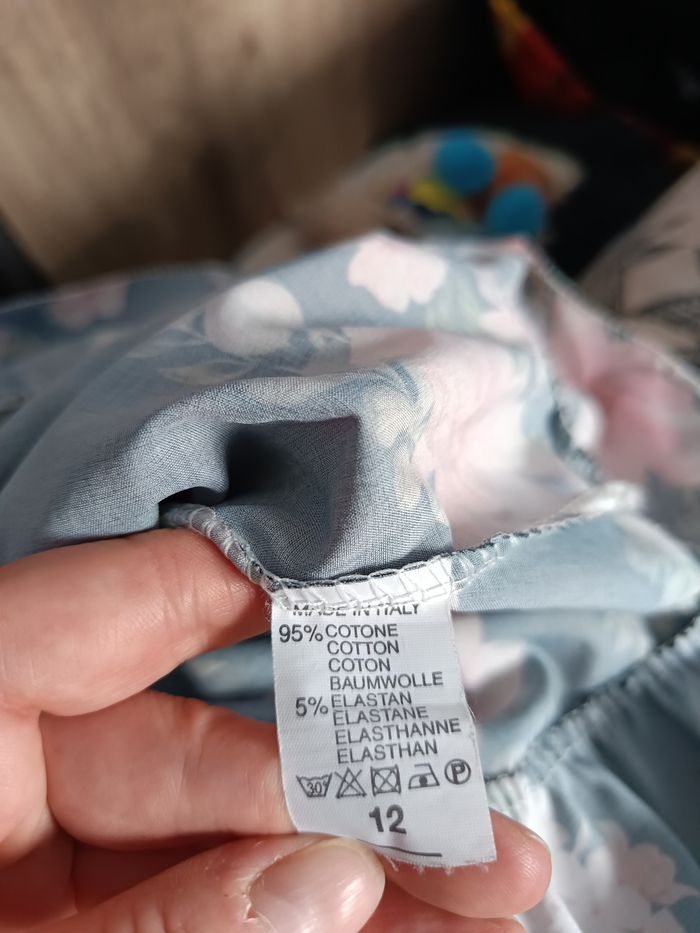 MADE IN ITALY
95% COTONE
COTTON
COTON
BAUMWOLLE
5% ELASTAN
ELASTANE
ELASTHANNE
ELASTHAN
30° P
12